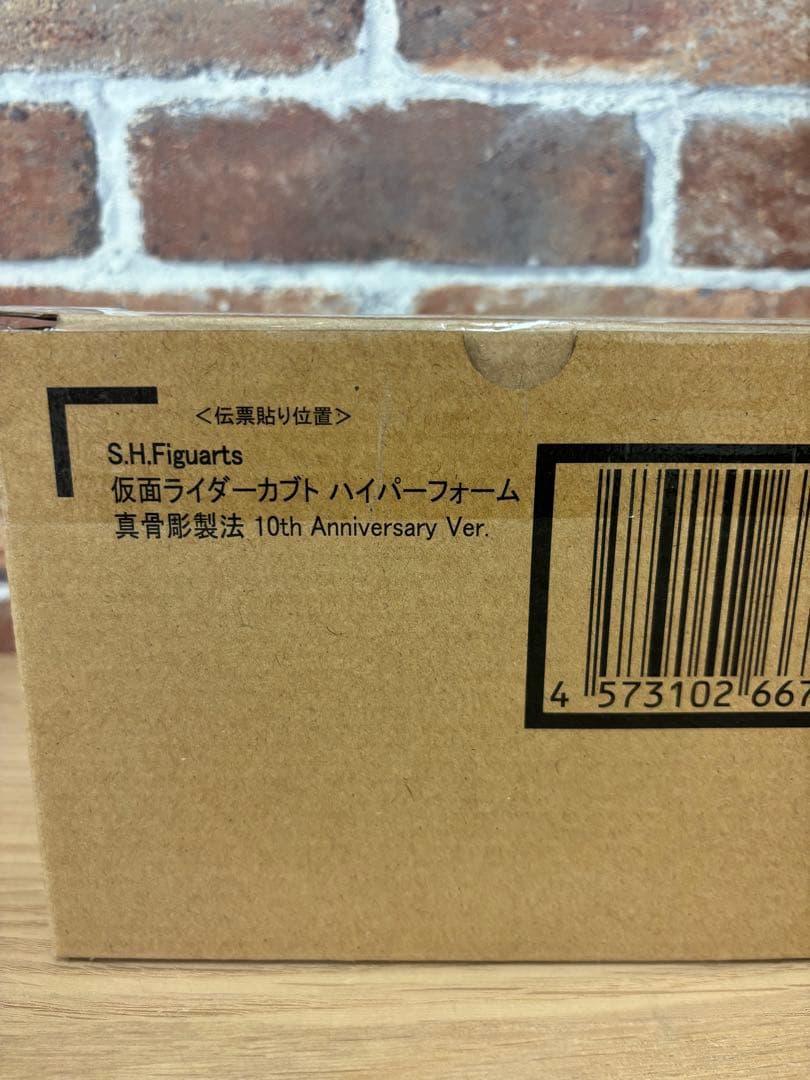 <伝票貼り位置>
S.H.Figuarts
仮面ライダーカブト ハイパーフォーム
真骨彫製法 10th Anniversary Ver.
4 573102 667